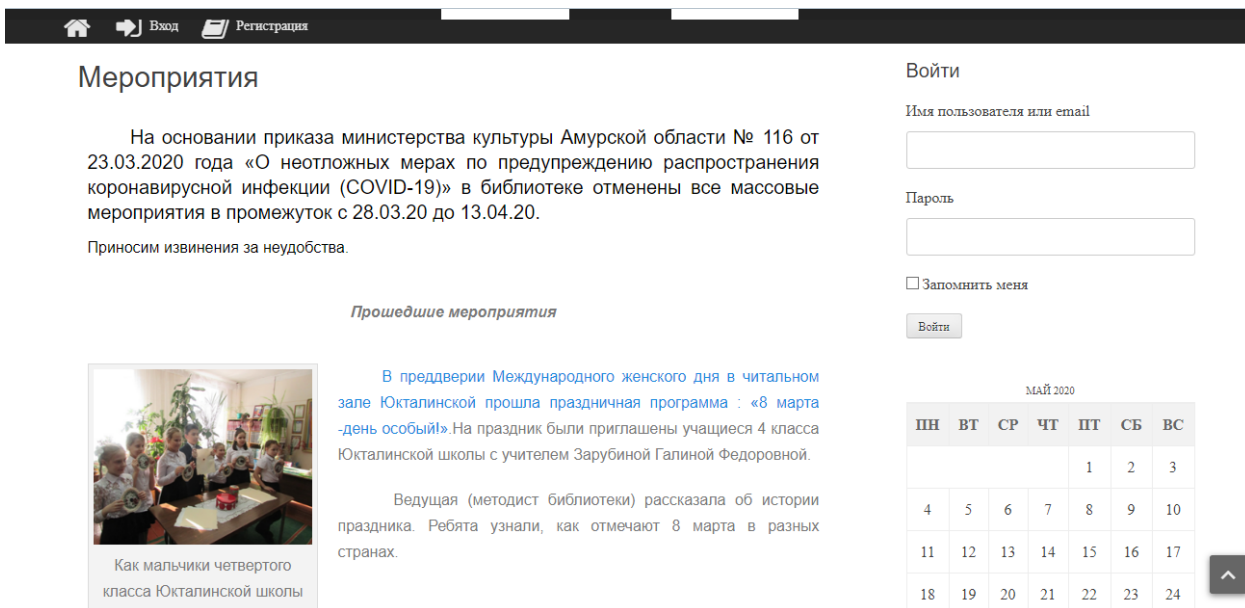 Вход Регистрация
Мероприятия
На основании приказа министерства культуры Амурской области № 116 от
23.03.2020 года «О неотложных мерах по предупреждению распространения
коронавирусной инфекции (COVID-19)» в библиотеке отменены все массовые
мероприятия в промежуток с 28.03.20 до 13.04.20.
Приносим извинения за неудобства.
Прошедшие мероприятия
В преддверии Международного женского дня в читальном
зале Юкталинской прошла праздничная программа : «8 марта
-день особый!».На праздник были приглашены учащиеся 4 класса
Юкталинской школы с учителем Зарубиной Галиной Федоровной.
Ведущая (методист библиотеки) рассказала об истории
праздника. Ребята узнали, как отмечают 8 марта в разных
странах.
Как мальчики четвертого
класса Юкталинской школы
Войти
Имя пользователя или email
Пароль
Запомнить меня
Войти
МАЙ 2020
ПН ВТ СР ЧТ ПТ СБ ВС
1 2 3
4 5 6 7 8 9 10
11 12 13 14 15 16 17
18 19 20 21 22 23 24